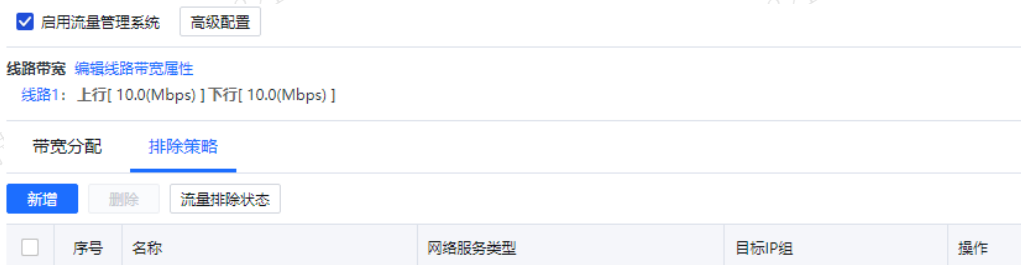 启用流量管理系统 高级配置
线路带宽 编辑线路带宽属性
线路1： 上行[ 10.0(Mbps) ] 下行[ 10.0(Mbps) ]
带宽分配 排除策略
新增 删除 流量排除状态
序号 名称 网络服务类型 目标IP组 操作